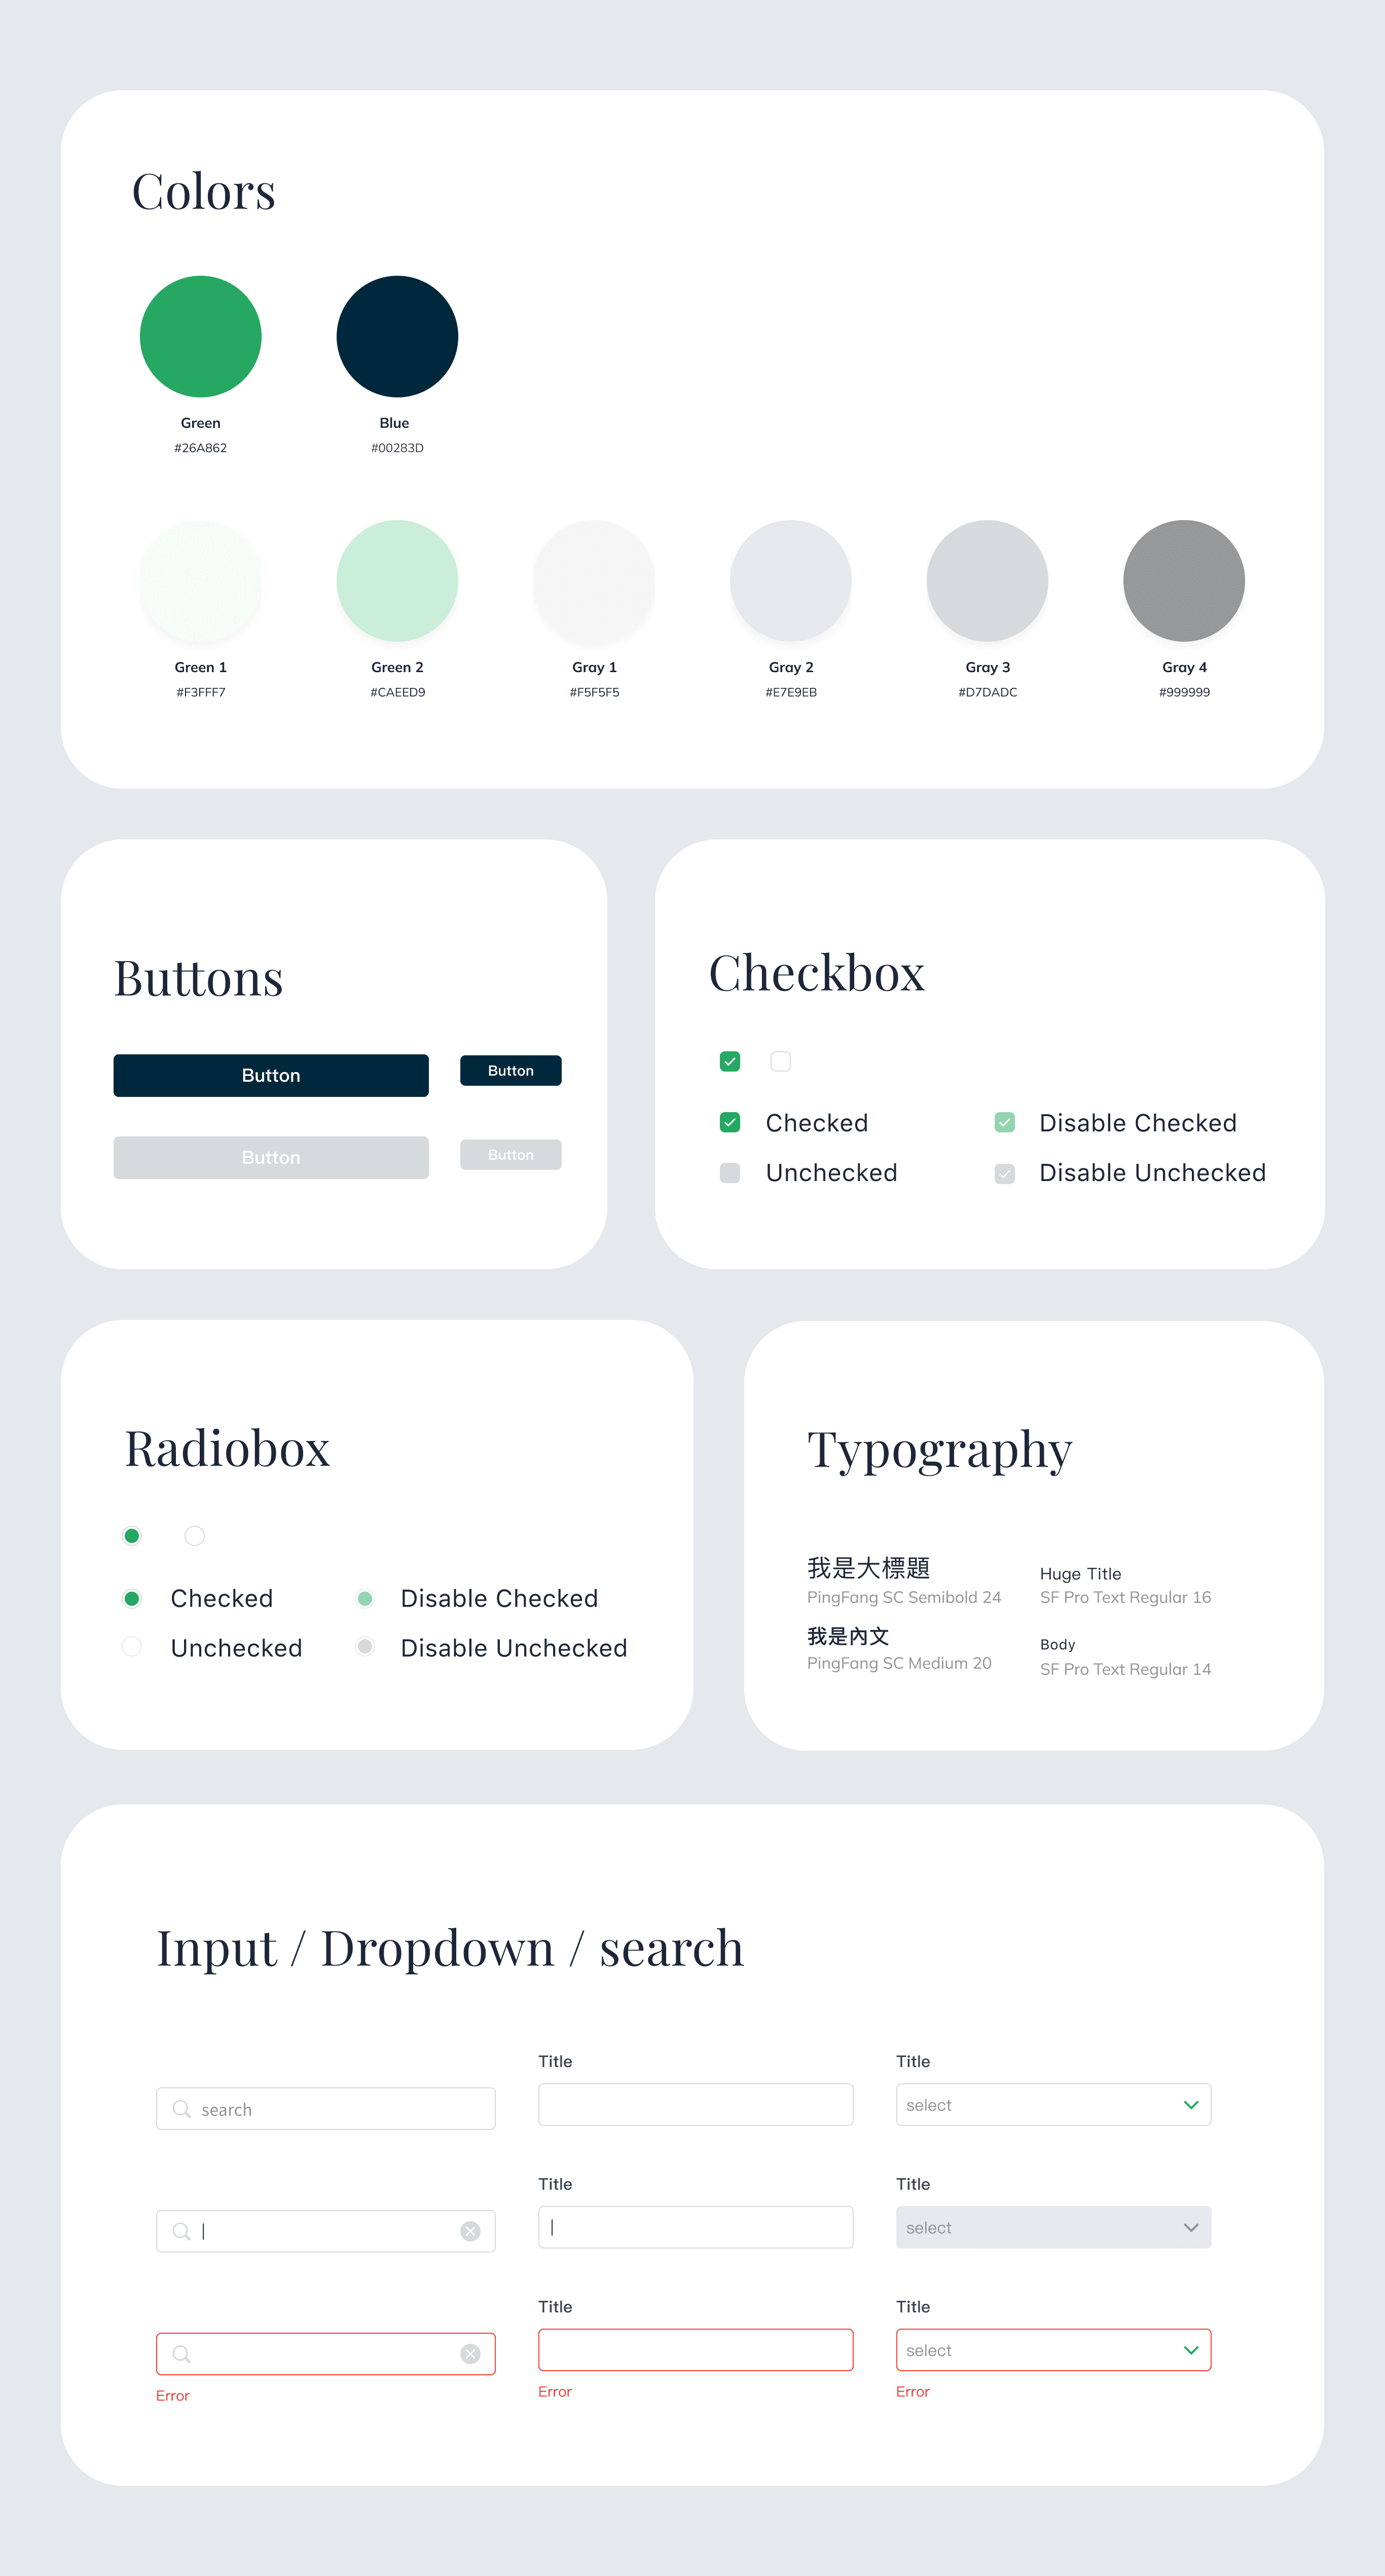 Colors
Green
#26A862
Blue
#00283D
Green 1
#F3FFF7
Green 2
#CAEED9
Gray 1
#F5F5F5
Gray 2
#E7E9EB
Gray 3
#D7DADC
Gray 4
#999999
Buttons
Button
Button
Button
Button
Checkbox
Checked
Disable Checked
Unchecked
Disable Unchecked
Radiobox
Checked
Disable Checked
Unchecked
Disable Unchecked
Typography
我是大標題
PingFang SC Semibold 24
Huge Title
SF Pro Text Regular 16
我是內文
PingFang SC Medium 20
Body
SF Pro Text Regular 14
Input / Dropdown / search
search
Title
Title
select
Title
Title
select
Error
Title
Error
Title
select
Error